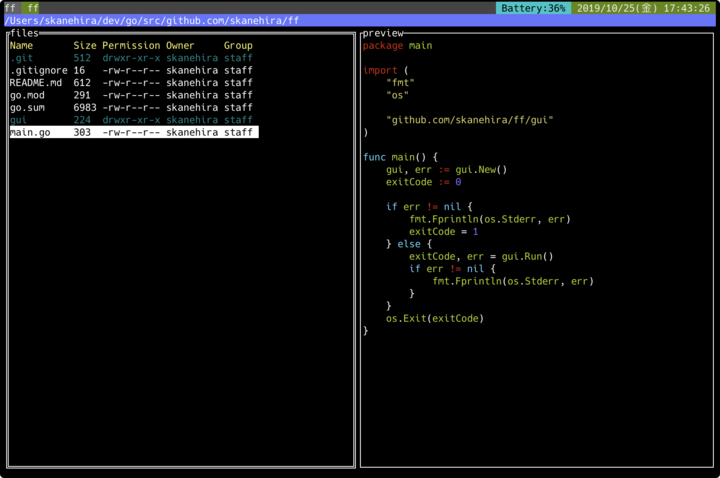 ff ff Battery:36% 2019/10/25(金) 17:43:26
/Users/skanehira/dev/go/src/github.com/skanehira/ff
files
Name Size Permission Owner Group
.git 512 drwxr-xr-x skanehira staff
.gitignore 16 -rw-r--r-- skanehira staff
README.md 612 -rw-r--r-- skanehira staff
go.mod 291 -rw-r--r-- skanehira staff
go.sum 6983 -rw-r--r-- skanehira staff
gui 224 drwxr-xr-x skanehira staff
main.go 303 -rw-r--r-- skanehira staff
preview
package main
import (
"fmt"
"os"
"github.com/skanehira/ff/gui"
)
func main() {
gui, err := gui.New()
exitCode := 0
if err != nil {
fmt.Fprintln(os.Stderr, err)
exitCode = 1
} else {
exitCode, err = gui.Run()
if err != nil {
fmt.Fprintln(os.Stderr, err)
}
}
os.Exit(exitCode)
}